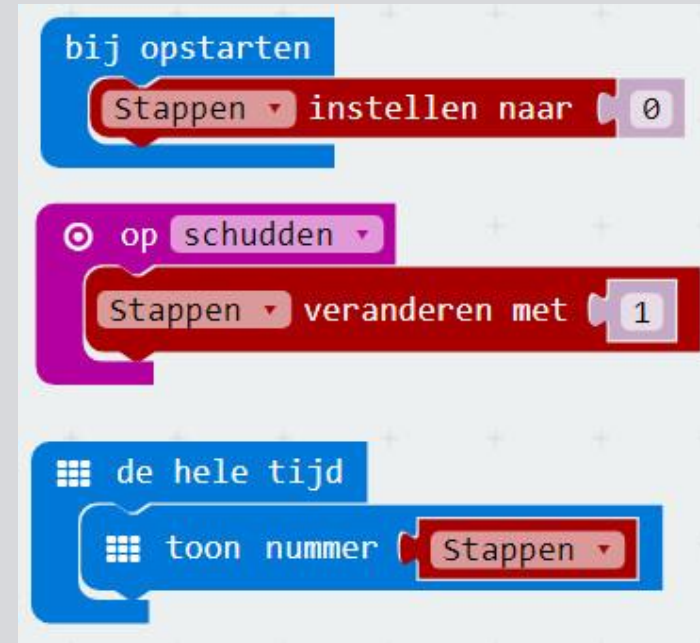 bij opstarten
Stappen instellen naar 0
op schudden
Stappen veranderen met 1
de hele tijd
toon nummer Stappen